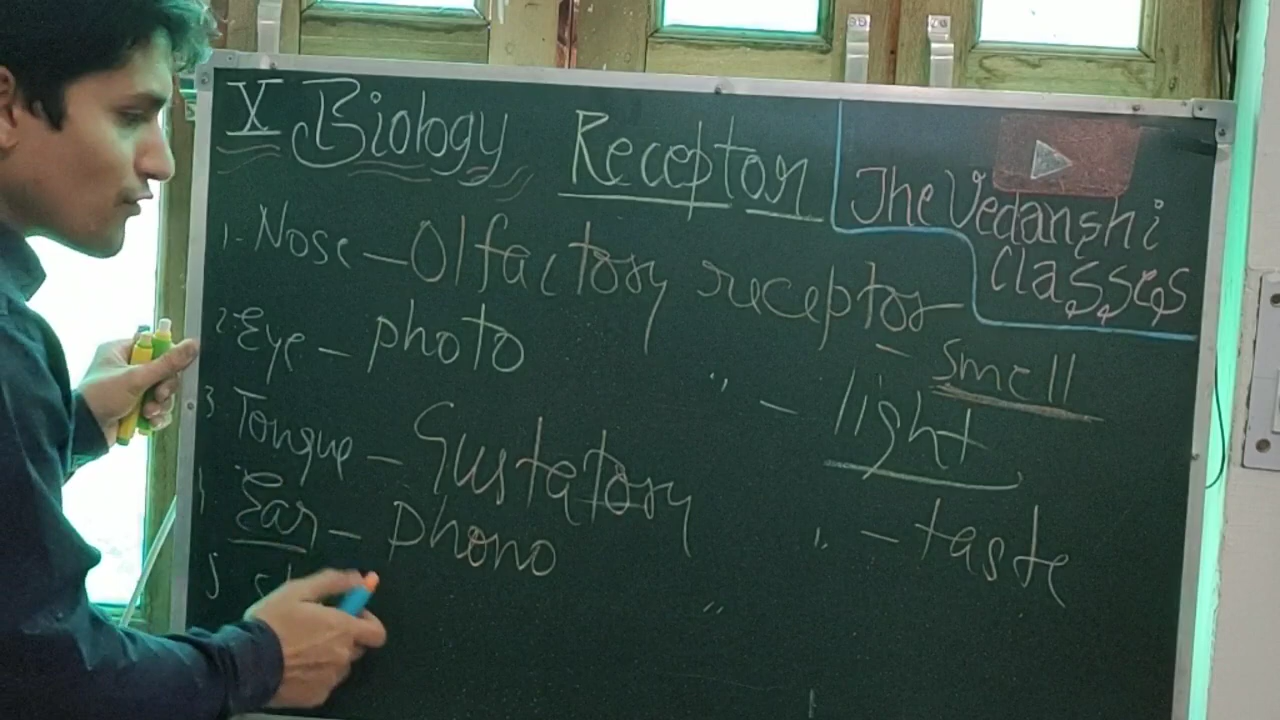 X Biology Receptor
The Vedanshi
Classes
1. Nose - Olfactory receptor
- Smell
2. Eye - photo " - light
3. Tongue - Gustatory " - taste
Ear - phono "
5